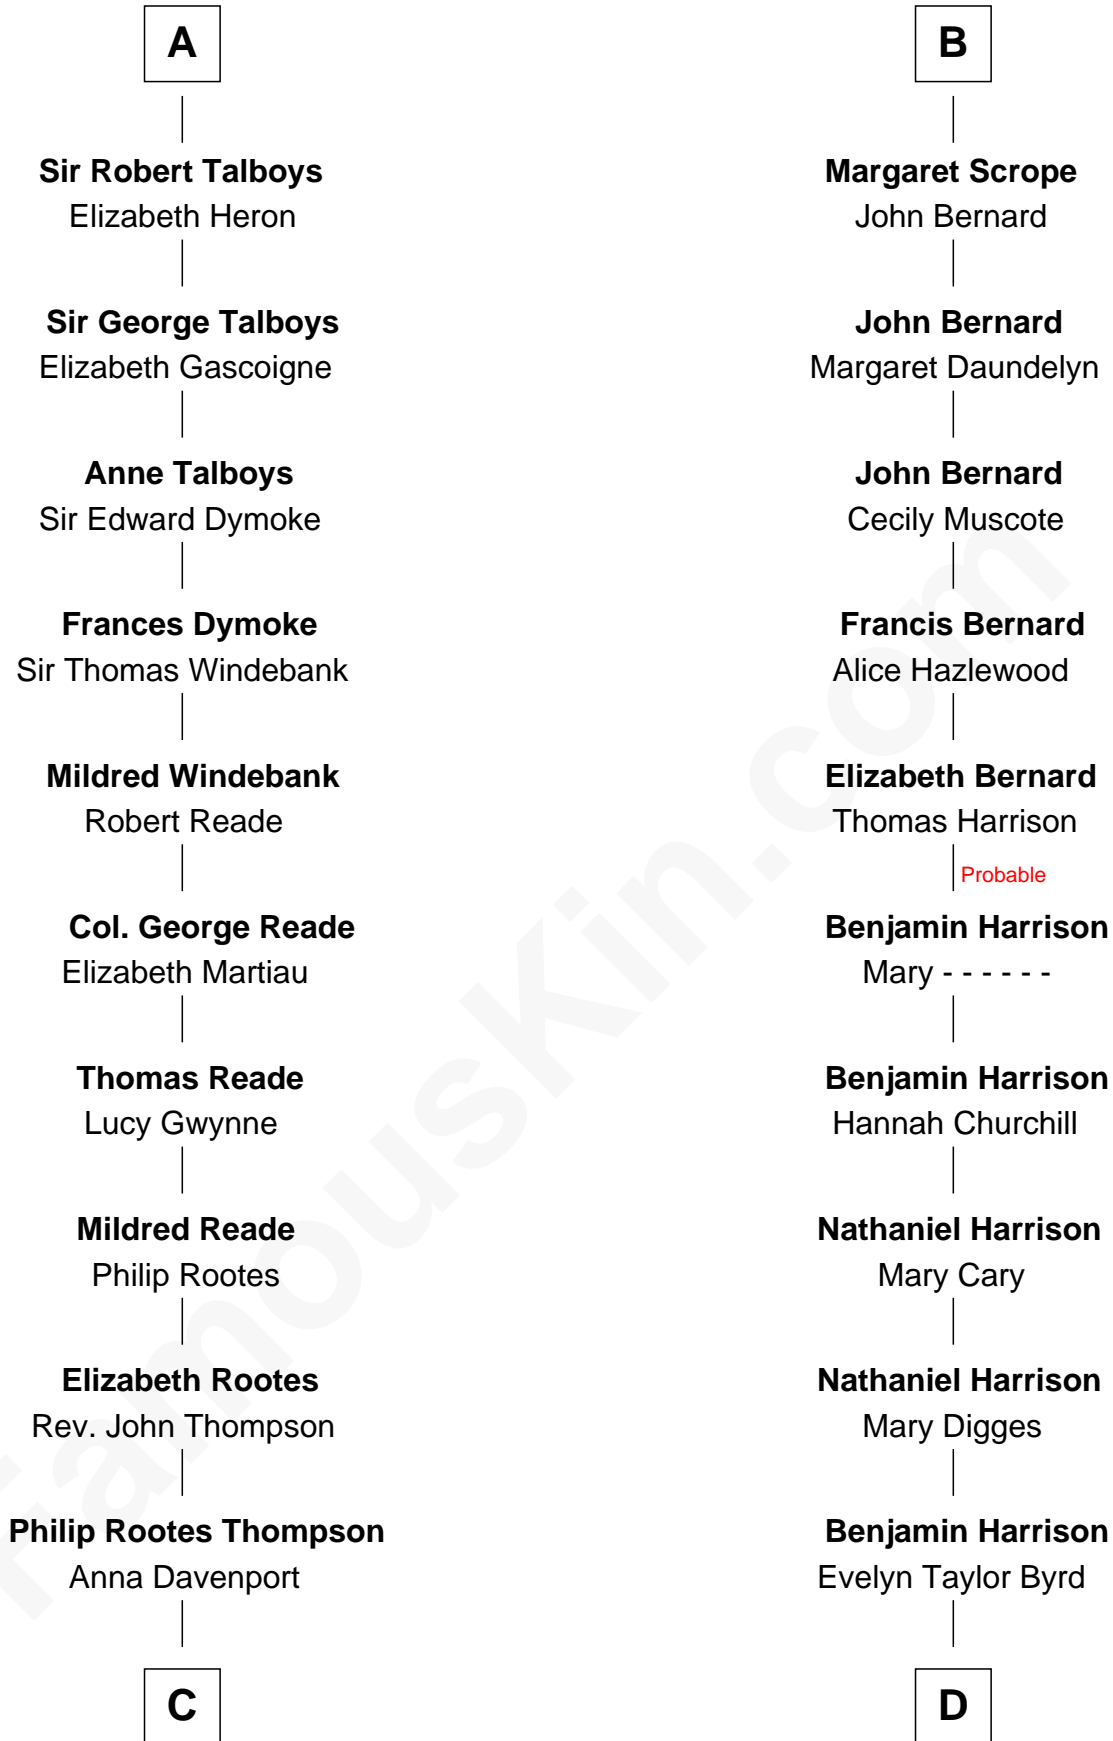 A
Sir Robert Talboys
Elizabeth Heron
Sir George Talboys
Elizabeth Gascoigne
Anne Talboys
Sir Edward Dymoke
Frances Dymoke
Sir Thomas Windebank
Mildred Windebank
Robert Reade
Col. George Reade
Elizabeth Martiau
Thomas Reade
Lucy Gwynne
Mildred Reade
Philip Rootes
Elizabeth Rootes
Rev. John Thompson
Philip Rootes Thompson
Anna Davenport
C
B
Margaret Scrope
John Bernard
John Bernard
Margaret Daundelyn
John Bernard
Cecily Muscote
Francis Bernard
Alice Hazlewood
Elizabeth Bernard
Thomas Harrison
Probable
Benjamin Harrison
Mary - - - - - -
Benjamin Harrison
Hannah Churchill
Nathaniel Harrison
Mary Cary
Nathaniel Harrison
Mary Digges
Benjamin Harrison
Evelyn Taylor Byrd
D
FamousKin.com